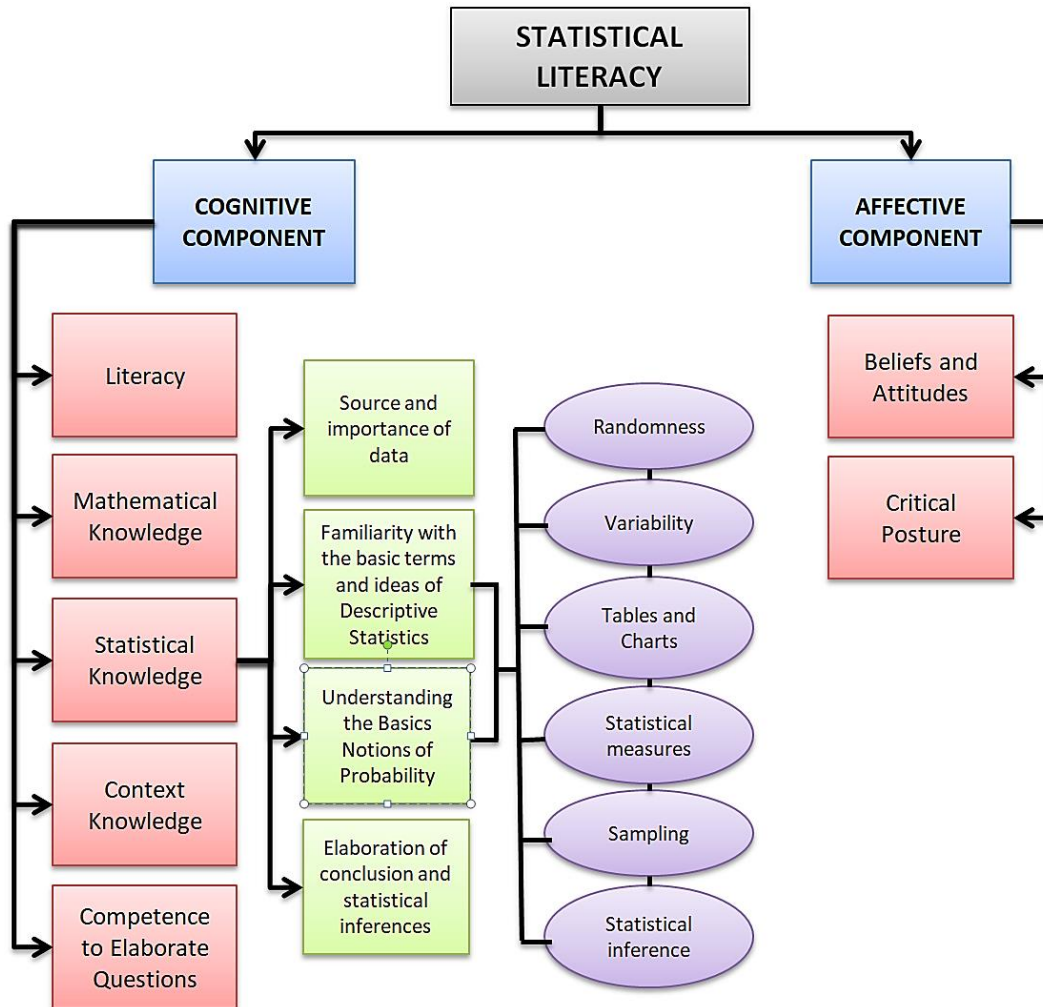 STATISTICAL
LITERACY
COGNITIVE
COMPONENT
AFFECTIVE
COMPONENT
Literacy
Mathematical
Knowledge
Statistical
Knowledge
Context
Knowledge
Competence
to Elaborate
Questions
Source and
importance of
data
Familiarity with
the basic terms
and ideas of
Descriptive
Statistics
Understanding
the Basics
Notions of
Probability
Elaboration of
conclusion and
statistical
inferences
Randomness
Variability
Tables and
Charts
Statistical
measures
Sampling
Statistical
inference
Beliefs and
Attitudes
Critical
Posture